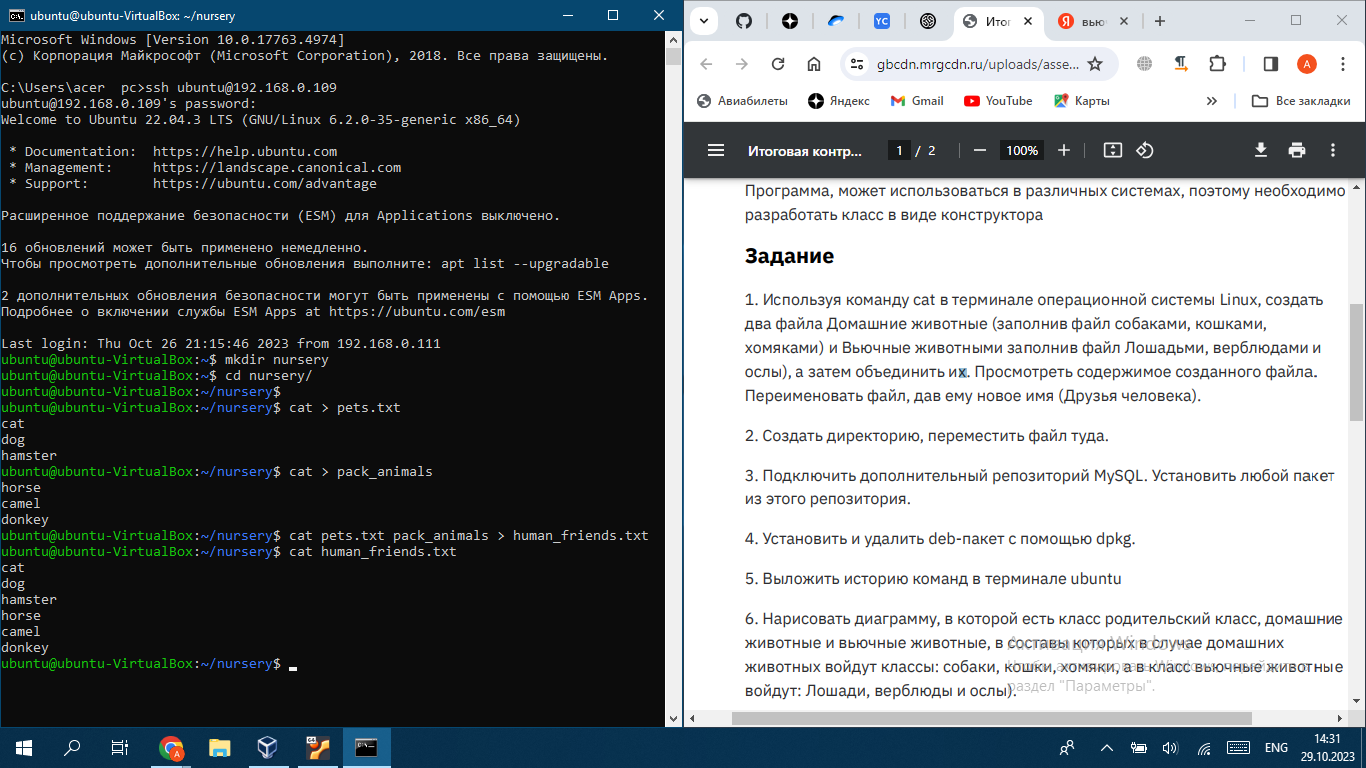 ubuntu@ubuntu-VirtualBox: ~/nursery
Microsoft Windows [Version 10.0.17763.4974]
(c) Корпорация Майкрософт (Microsoft Corporation), 2018. Все права защищены.
C:\Users\acer  pc>ssh ubuntu@192.168.0.109
ubuntu@192.168.0.109's password:
Welcome to Ubuntu 22.04.3 LTS (GNU/Linux 6.2.0-35-generic x86_64)
* Documentation:  https://help.ubuntu.com
* Management:     https://landscape.canonical.com
* Support:        https://ubuntu.com/advantage
Расширенное поддержание безопасности (ESM) для Applications выключено.
16 обновлений может быть применено немедленно.
Чтобы просмотреть дополнительные обновления выполните: apt list --upgradable
2 дополнительных обновления безопасности могут быть применены с помощью ESM Apps.
Подробнее о включении службы ESM Apps at https://ubuntu.com/esm
Last login: Thu Oct 26 21:15:46 2023 from 192.168.0.111
ubuntu@ubuntu-VirtualBox:~$ mkdir nursery
ubuntu@ubuntu-VirtualBox:~$ cd nursery/
ubuntu@ubuntu-VirtualBox:~/nursery$
ubuntu@ubuntu-VirtualBox:~/nursery$ cat > pets.txt
cat
dog
hamster
ubuntu@ubuntu-VirtualBox:~/nursery$ cat > pack_animals
horse
camel
donkey
ubuntu@ubuntu-VirtualBox:~/nursery$ cat pets.txt pack_animals > human_friends.txt
ubuntu@ubuntu-VirtualBox:~/nursery$ cat human_friends.txt
cat
dog
hamster
horse
camel
donkey
ubuntu@ubuntu-VirtualBox:~/nursery$
YC
Итог
вью
gbcdn.mrgcdn.ru/uploads/asse...
A
Авиабилеты
Яндекс
Gmail
YouTube
Карты
Все закладки
Итоговая контр...
1 / 2
100%
Программа, может использоваться в различных системах, поэтому необходимо
разработать класс в виде конструктора
Задание
1. Используя команду cat в терминале операционной системы Linux, создать
два файла Домашние животные (заполнив файл собаками, кошками,
хомяками) и Вьючные животными заполнив файл Лошадьми, верблюдами и
ослы), а затем объединить их. Просмотреть содержимое созданного файла.
Переименовать файл, дав ему новое имя (Друзья человека).
2. Создать директорию, переместить файл туда.
3. Подключить дополнительный репозиторий MySQL. Установить любой пакет
из этого репозитория.
4. Установить и удалить deb-пакет с помощью dpkg.
5. Выложить историю команд в терминале ubuntu
6. Нарисовать диаграмму, в которой есть класс родительский класс, домашние
животные и вьючные животные, в составы которых в случае домашних
животных войдут классы: собаки, кошки, хомяки, а в класс вьючные животные
войдут: Лошади, верблюды и ослы).
Активация Windows
Чтобы активировать Windows, перейдите в
раздел "Параметры".
ENG
14:31
29.10.2023